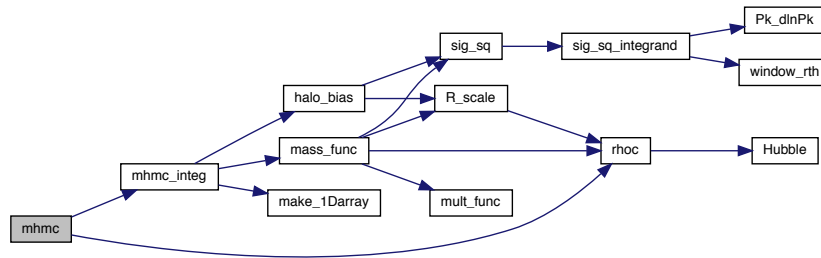 Pk_dlnPk
sig_sq
sig_sq_integrand
window_rth
halo_bias
R_scale
mass_func
rhoc
Hubble
mhmc_integ
make_1Darray
mult_func
mhmc